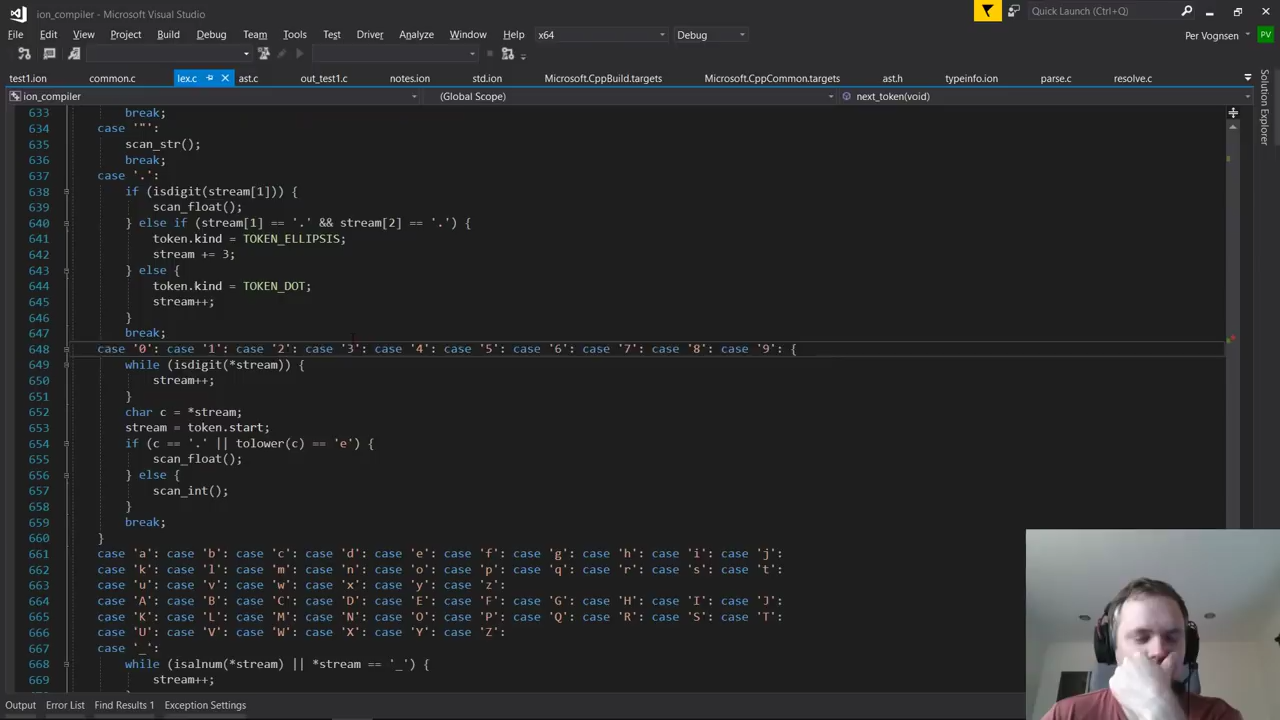 ion_compiler - Microsoft Visual Studio
Quick Launch (Ctrl+Q)
File Edit View Project Build Debug Team Tools Test Driver Analyze Window Help x64 Debug Per Vognsen PV
test1.ion common.c lex.c ast.c out_test1.c notes.ion std.ion Microsoft.CppBuild.targets Microsoft.CppCommon.targets ast.h typeinfo.ion parse.c resolve.c
ion_compiler (Global Scope) next_token(void)
Solution Explorer
633 break;
634 case '"':
635 scan_str();
636 break;
637 case '.':
638 if (isdigit(stream[1])) {
639 scan_float();
640 } else if (stream[1] == '.' && stream[2] == '.') {
641 token.kind = TOKEN_ELLIPSIS;
642 stream += 3;
643 } else {
644 token.kind = TOKEN_DOT;
645 stream++;
646 }
647 break;
648 case '0': case '1': case '2': case '3': case '4': case '5': case '6': case '7': case '8': case '9': {
649 while (isdigit(*stream)) {
650 stream++;
651 }
652 char c = *stream;
653 stream = token.start;
654 if (c == '.' || tolower(c) == 'e') {
655 scan_float();
656 } else {
657 scan_int();
658 }
659 break;
660 }
661 case 'a': case 'b': case 'c': case 'd': case 'e': case 'f': case 'g': case 'h': case 'i': case 'j':
662 case 'k': case 'l': case 'm': case 'n': case 'o': case 'p': case 'q': case 'r': case 's': case 't':
663 case 'u': case 'v': case 'w': case 'x': case 'y': case 'z':
664 case 'A': case 'B': case 'C': case 'D': case 'E': case 'F': case 'G': case 'H': case 'I': case 'J':
665 case 'K': case 'L': case 'M': case 'N': case 'O': case 'P': case 'Q': case 'R': case 'S': case 'T':
666 case 'U': case 'V': case 'W': case 'X': case 'Y': case 'Z':
667 case '_':
668 while (isalnum(*stream) || *stream == '_') {
669 stream++;
Output Error List Find Results 1 Exception Settings